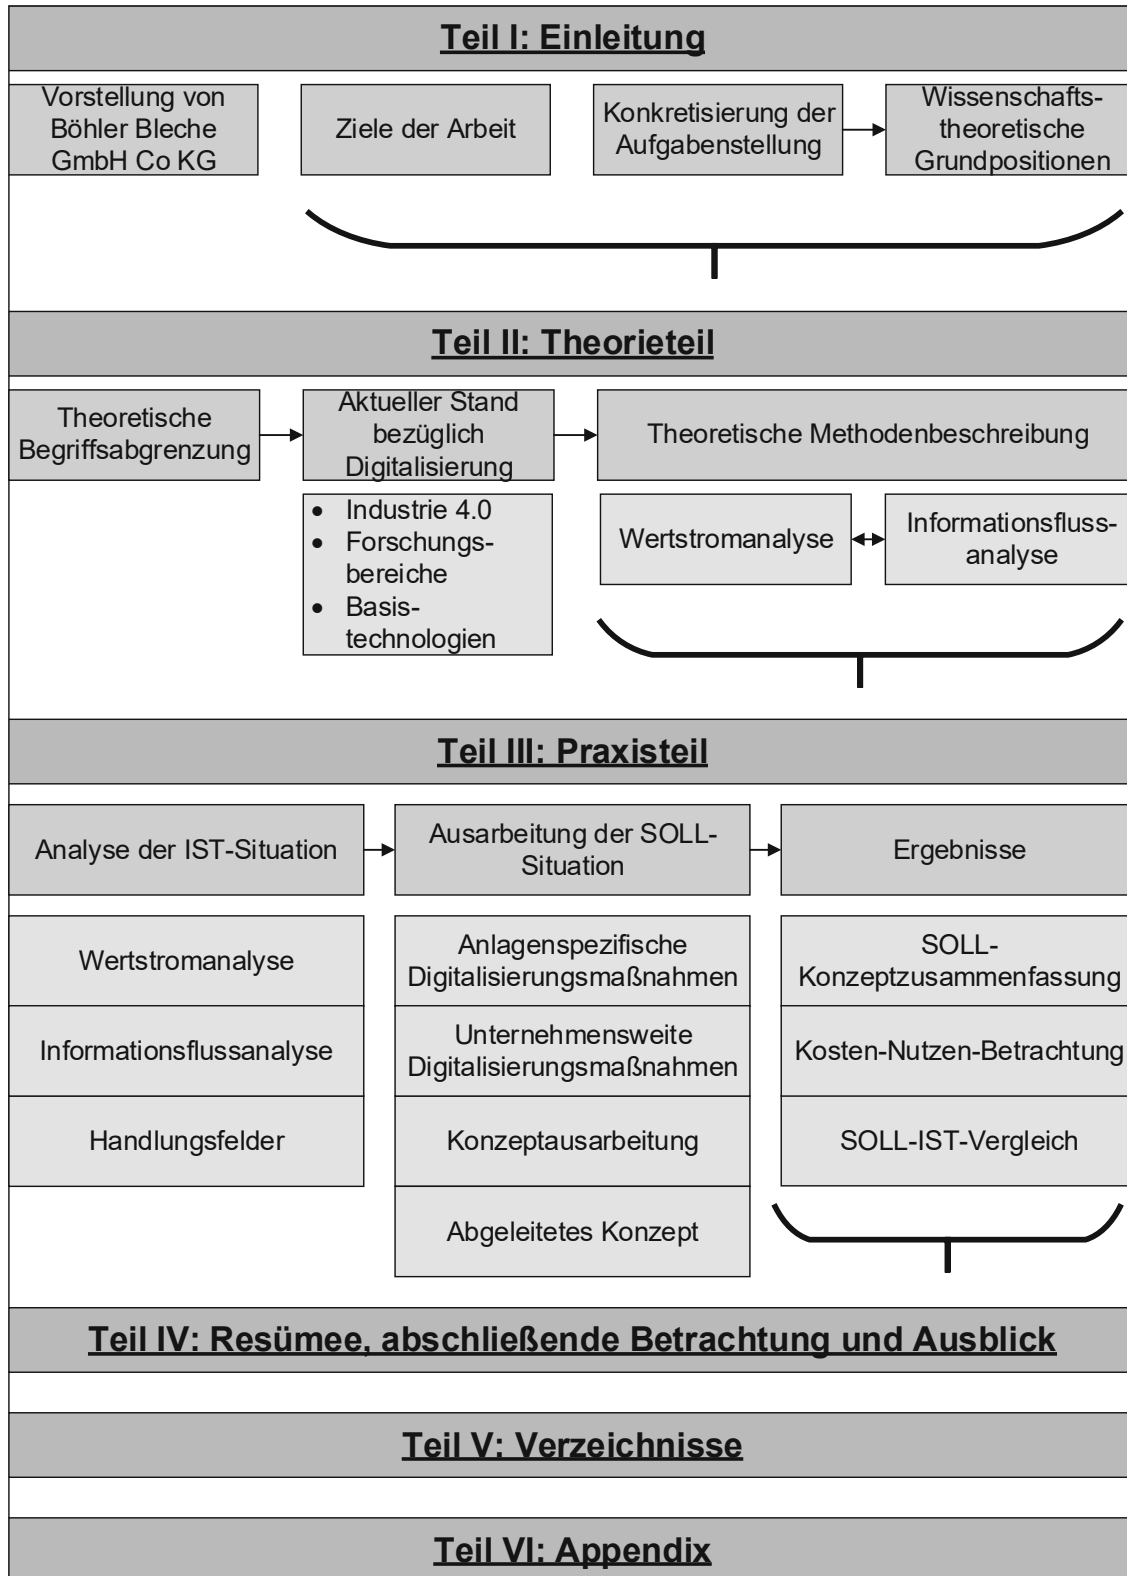 Teil I: Einleitung
Vorstellung von
Böhler Bleche
GmbH Co KG
Ziele der Arbeit
Konkretisierung der
Aufgabenstellung
Wissenschafts-
theoretische
Grundpositionen
Teil II: Theorieteil
Theoretische
Begriffsabgrenzung
Aktueller Stand
bezüglich
Digitalisierung
Theoretische Methodenbeschreibung
• Industrie 4.0
• Forschungs-
bereiche
• Basis-
technologien
Wertstromanalyse
Informationsfluss-
analyse
Teil III: Praxisteil
Analyse der IST-Situation
Ausarbeitung der SOLL-
Situation
Ergebnisse
Wertstromanalyse
Informationsflussanalyse
Handlungsfelder
Anlagenspezifische
Digitalisierungsmaßnahmen
Unternehmensweite
Digitalisierungsmaßnahmen
Konzeptausarbeitung
Abgeleitetes Konzept
SOLL-
Konzeptzusammenfassung
Kosten-Nutzen-Betrachtung
SOLL-IST-Vergleich
Teil IV: Resümee, abschließende Betrachtung und Ausblick
Teil V: Verzeichnisse
Teil VI: Appendix